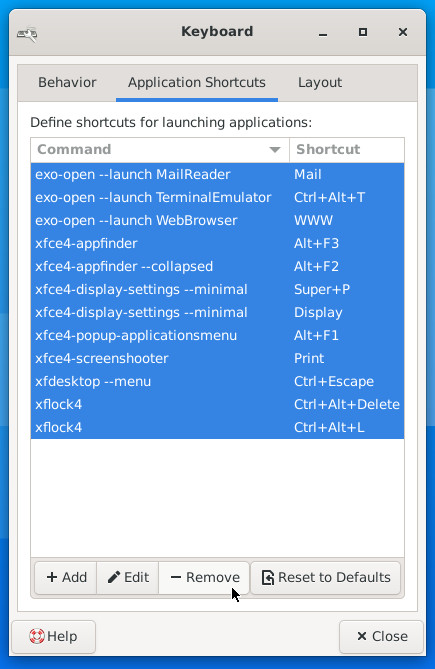 Keyboard
Behavior Application Shortcuts Layout
Define shortcuts for launching applications:
Command Shortcut
exo-open --launch MailReader Mail
exo-open --launch TerminalEmulator Ctrl+Alt+T
exo-open --launch WebBrowser WWW
xfce4-appfinder Alt+F3
xfce4-appfinder --collapsed Alt+F2
xfce4-display-settings --minimal Super+P
xfce4-display-settings --minimal Display
xfce4-popup-applicationsmenu Alt+F1
xfce4-screenshooter Print
xfdesktop --menu Ctrl+Escape
xflock4 Ctrl+Alt+Delete
xflock4 Ctrl+Alt+L
Add Edit Remove Reset to Defaults
Help Close